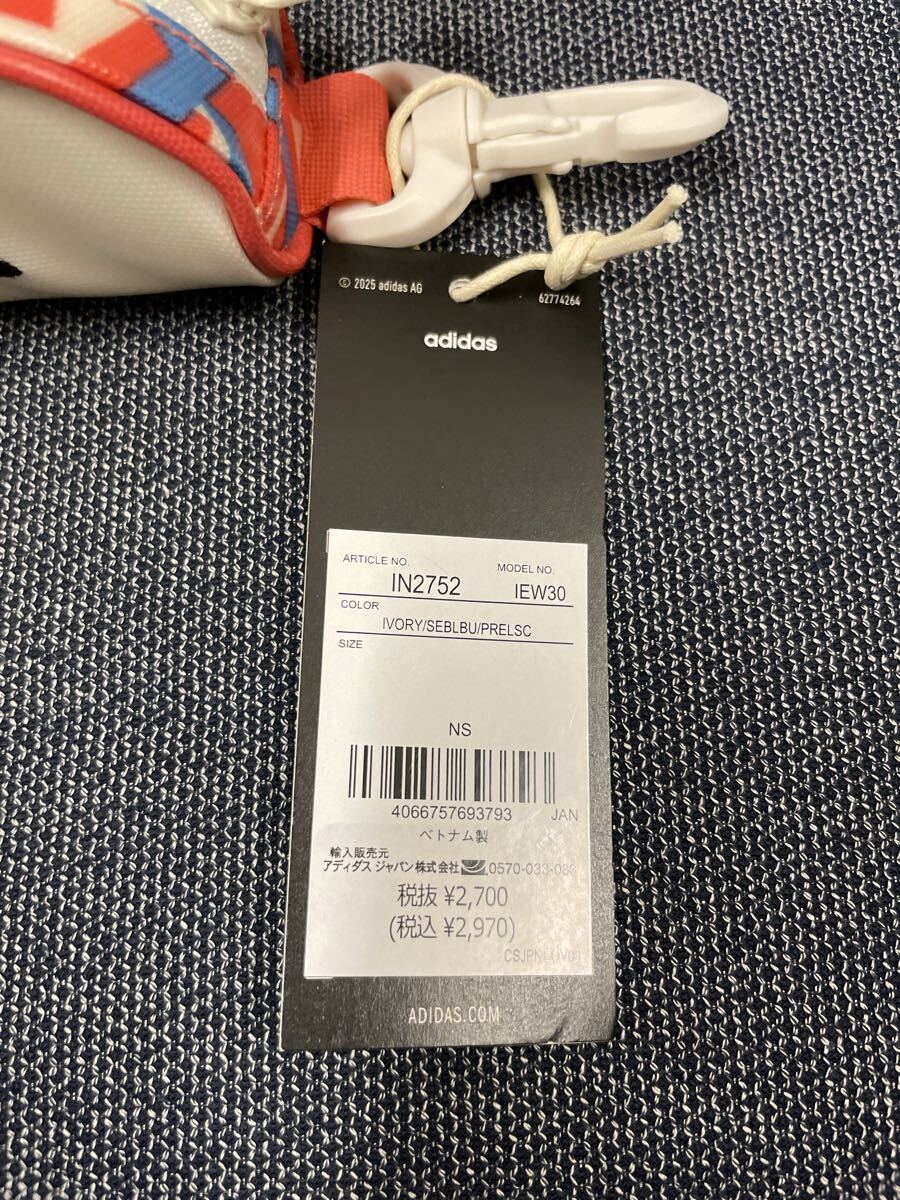 © 2025 adidas AG
62774264
adidas
ARTICLE NO.
MODEL NO.
IN2752
IEW30
COLOR
IVORY/SEBLBU/PRELSC
SIZE
NS
4066757693793 JAN
ベトナム製
輸入販売元
アディダス ジャパン株式会社
税抜 ¥2,700
(税込 ¥2,970)
ADIDAS.COM